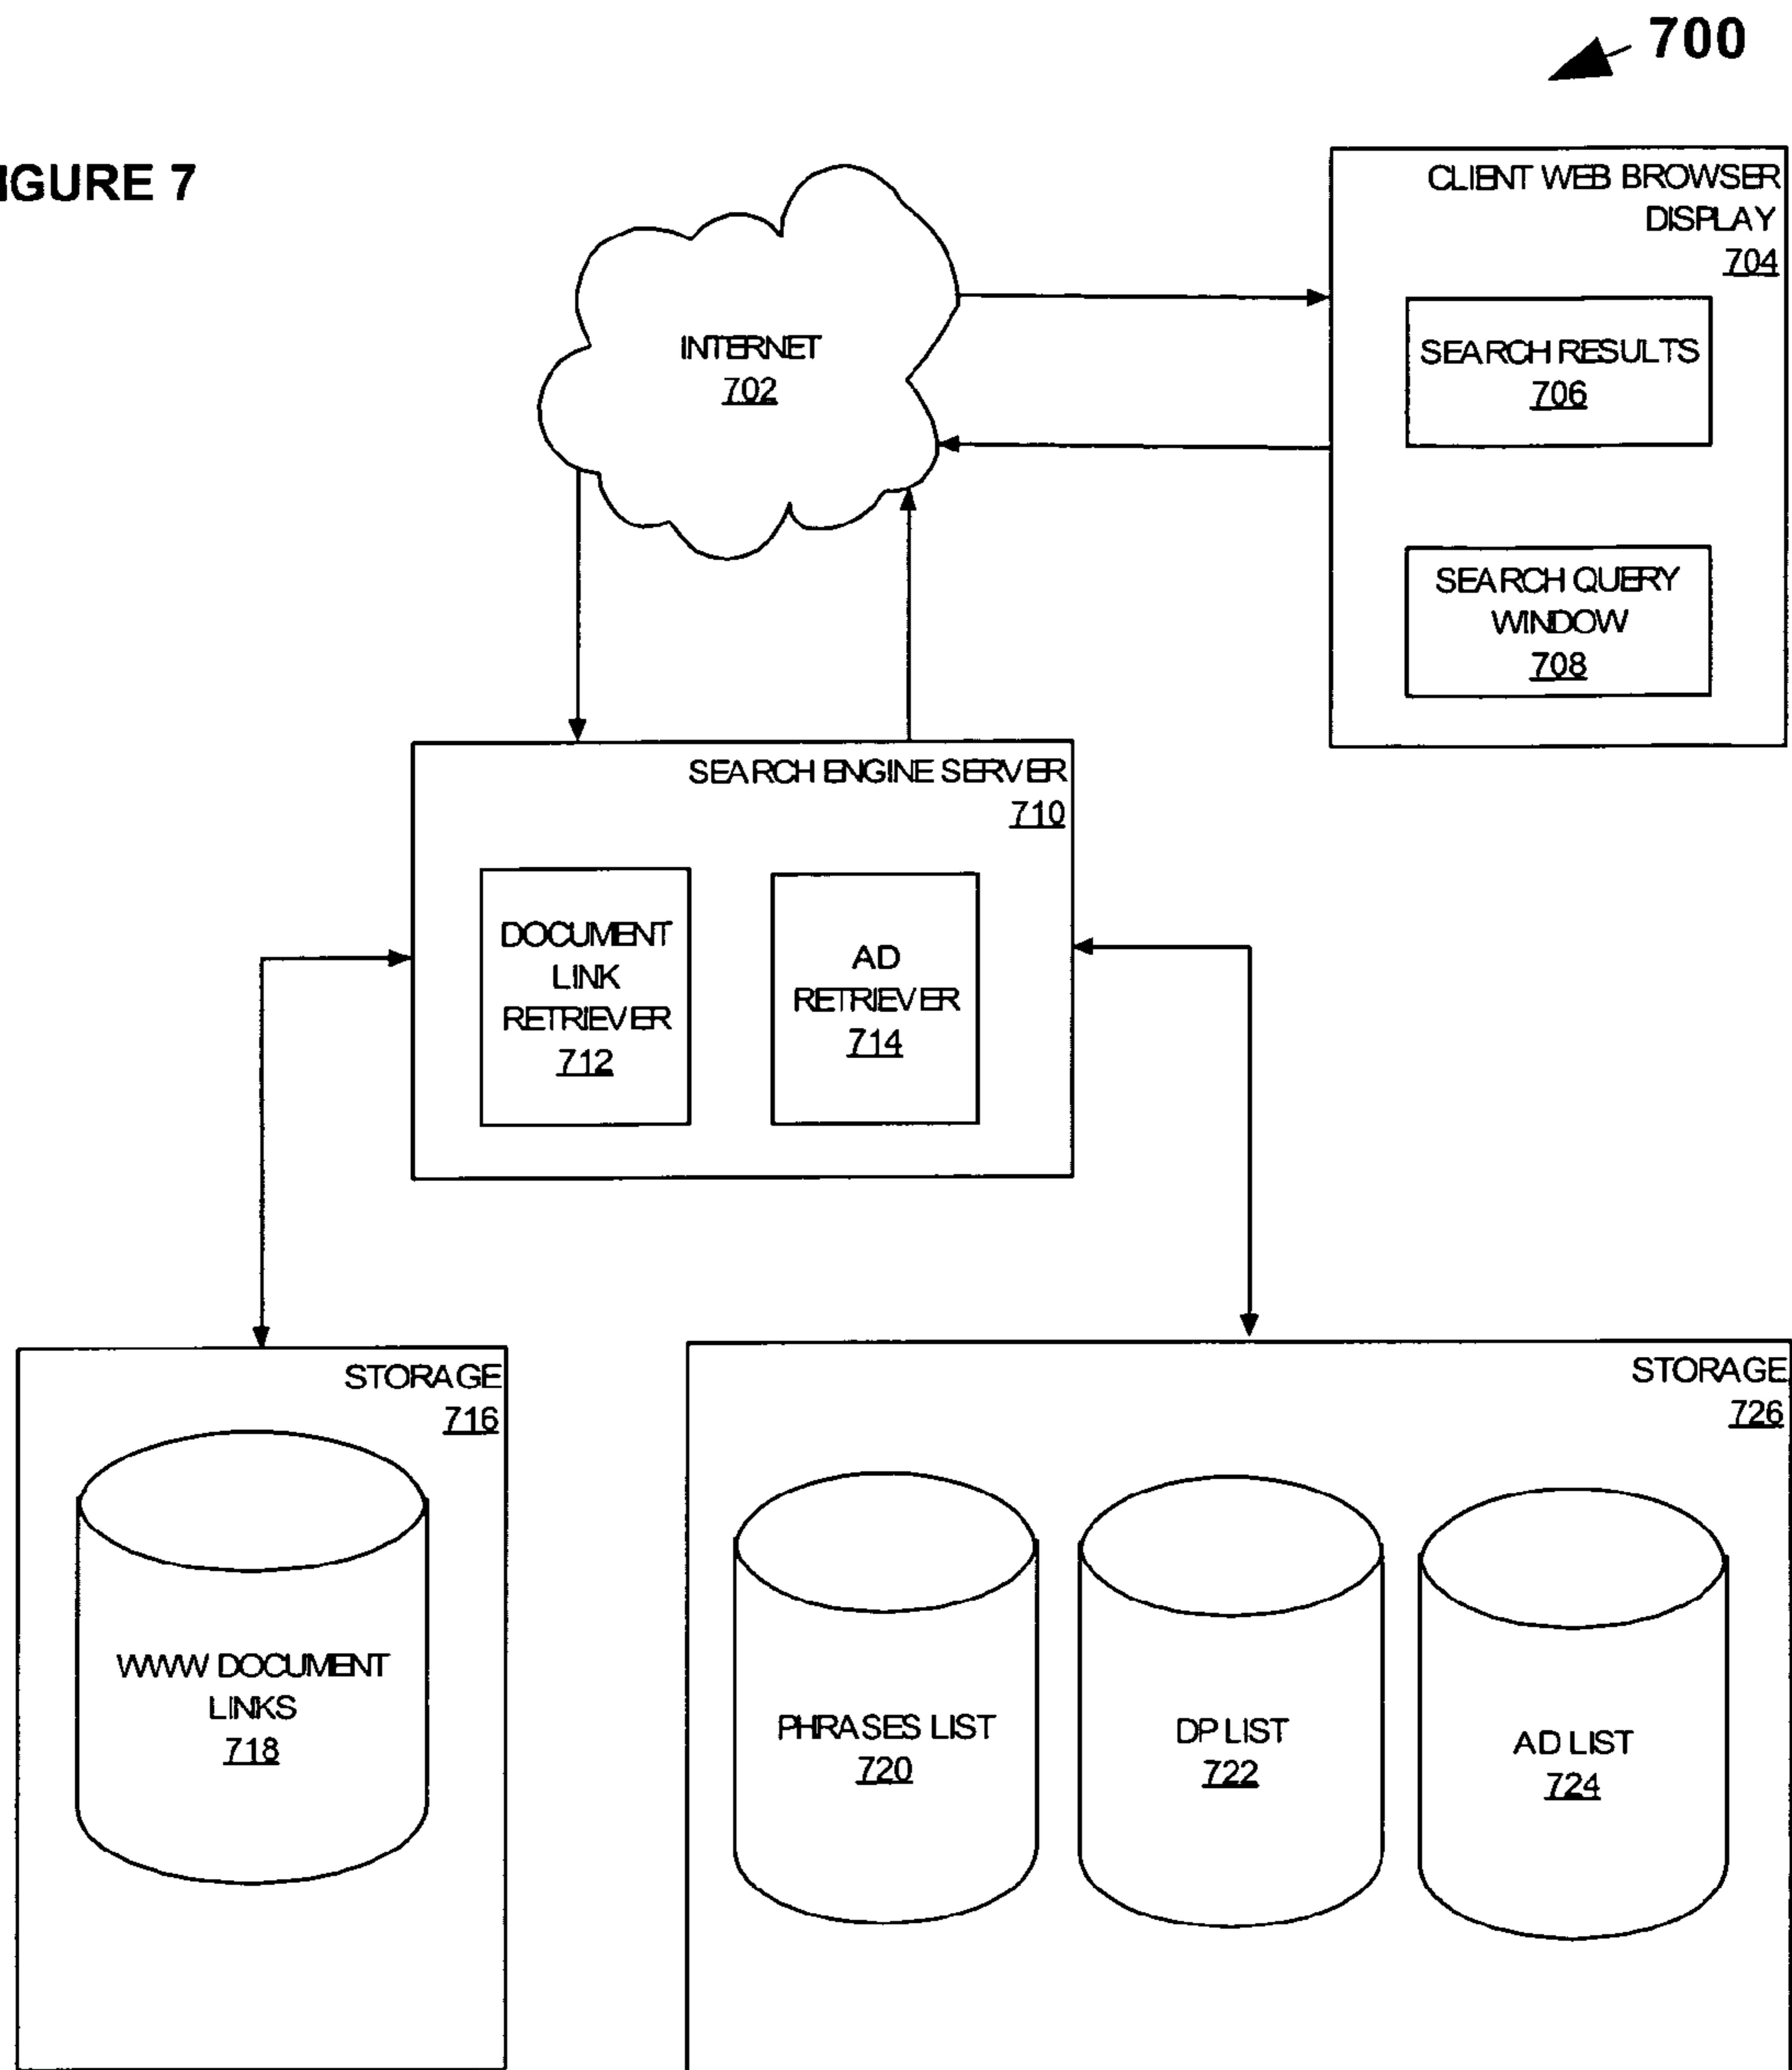 700
IGURE 7
CLIENT WEB BROWSER
DISPLAY
704
INTERNET
702
SEARCH RESULTS
706
SEARCH QUERY
WINDOW
708
SEARCH ENGINE SERVER
710
DOCUMENT
LINK
RETRIEVER
712
AD
RETRIEVER
714
STORAGE
716
WWW DOCUMENT
LINKS
718
STORAGE
726
PHRASES LIST
720
DP LIST
722
AD LIST
724